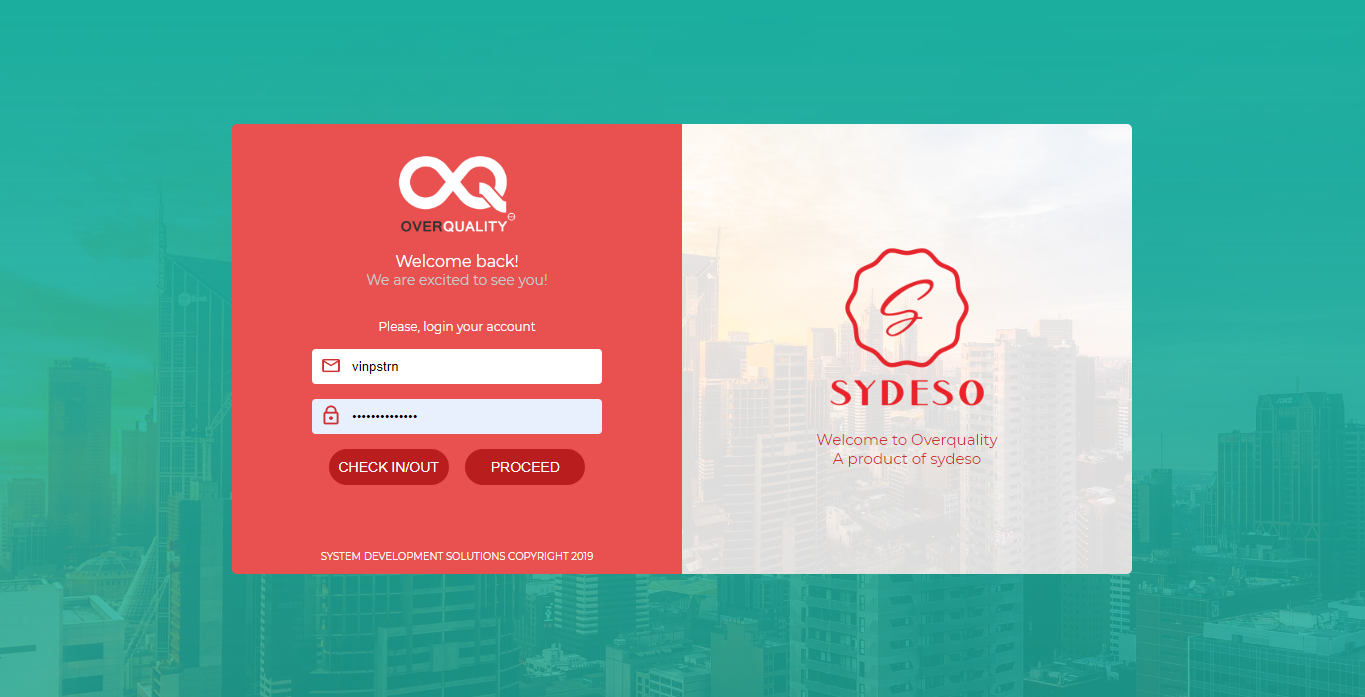 OVERQUALITY
Welcome back!
We are excited to see you!
Please, login your account
vinpstrn
••••••••••••••
CHECK IN/OUT
PROCEED
SYSTEM DEVELOPMENT SOLUTIONS COPYRIGHT 2019
S
SYDESO
Welcome to Overquality
A product of sydeso